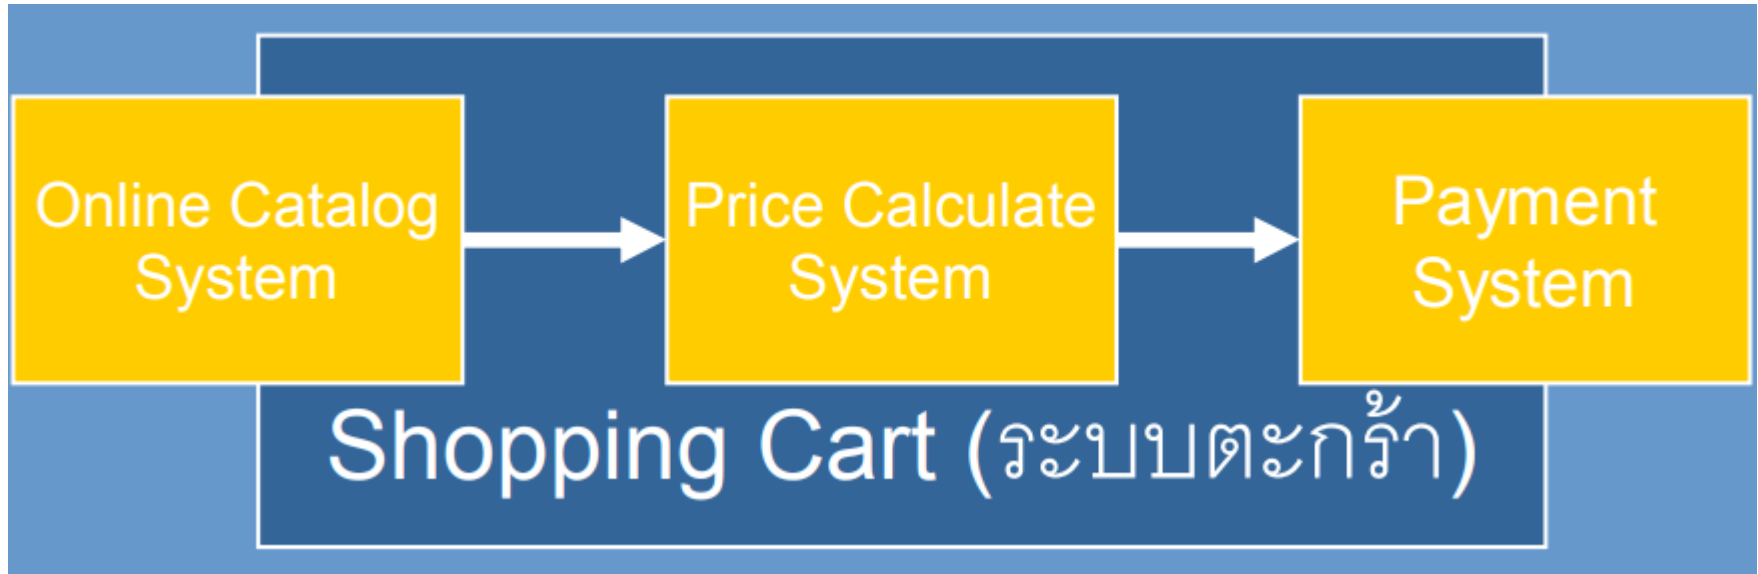 Online Catalog
System
Price Calculate
System
Payment
System
Shopping Cart (ระบบตะกร้า)